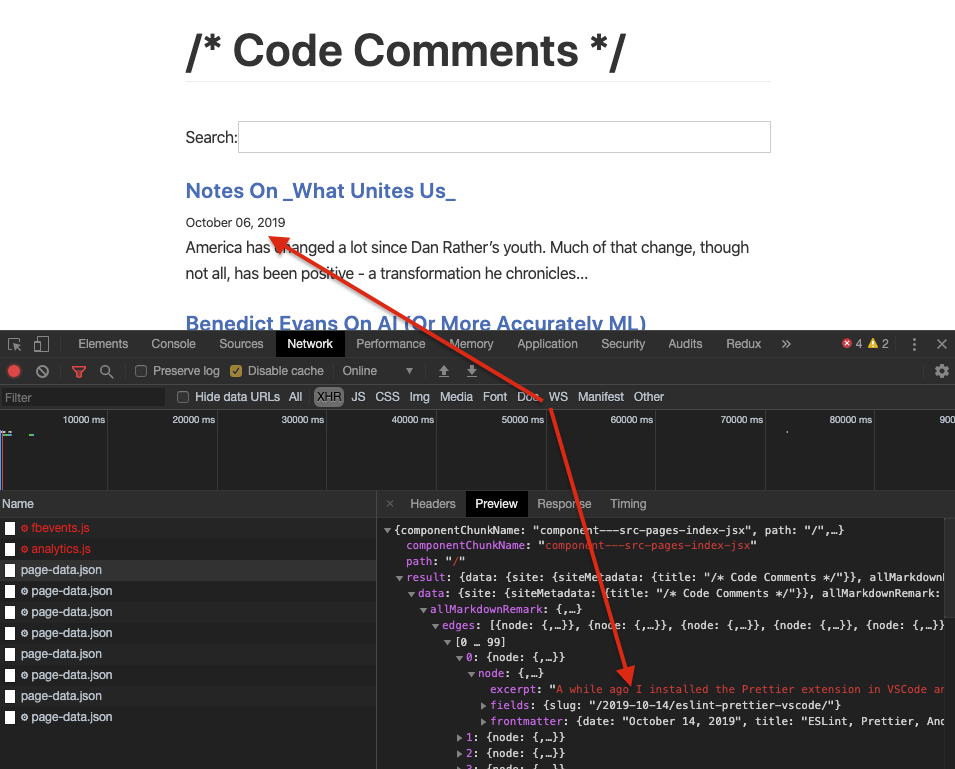 /* Code Comments */
Search:
Notes On _What Unites Us_
October 06, 2019
America has changed a lot since Dan Rather’s youth. Much of that change, though
not all, has been positive - a transformation he chronicles…
Benedict Evans On AI (Or More Accurately ML)
Elements Console Sources Network Performance Memory Application Security Audits Redux » 4 2
Preserve log Disable cache Online
Filter Hide data URLs All XHR JS CSS Img Media Font Doc WS Manifest Other
10000 ms 20000 ms 30000 ms 40000 ms 50000 ms 60000 ms 70000 ms 80000 ms 900
Name
fbevents.js
analytics.js
page-data.json
page-data.json
page-data.json
page-data.json
page-data.json
page-data.json
page-data.json
page-data.json
× Headers Preview Response Timing
{componentChunkName: "component---src-pages-index-jsx", path: "/",…}
componentChunkName: "component---src-pages-index-jsx"
path: "/"
result: {data: {site: {siteMetadata: {title: "/* Code Comments */"}}, allMarkdownR
data: {site: {siteMetadata: {title: "/* Code Comments */"}}, allMarkdownRemark:
allMarkdownRemark: {,…}
edges: [{node: {,…}}, {node: {,…}}, {node: {,…}}, {node: {,…}}, {node: {,…}}
[0 … 99]
0: {node: {,…}}
node: {,…}
excerpt: "A while ago I installed the Prettier extension in VSCode an
fields: {slug: "/2019-10-14/eslint-prettier-vscode/"}
frontmatter: {date: "October 14, 2019", title: "ESLint, Prettier, And
1: {node: {,…}}
2: {node: {,…}}